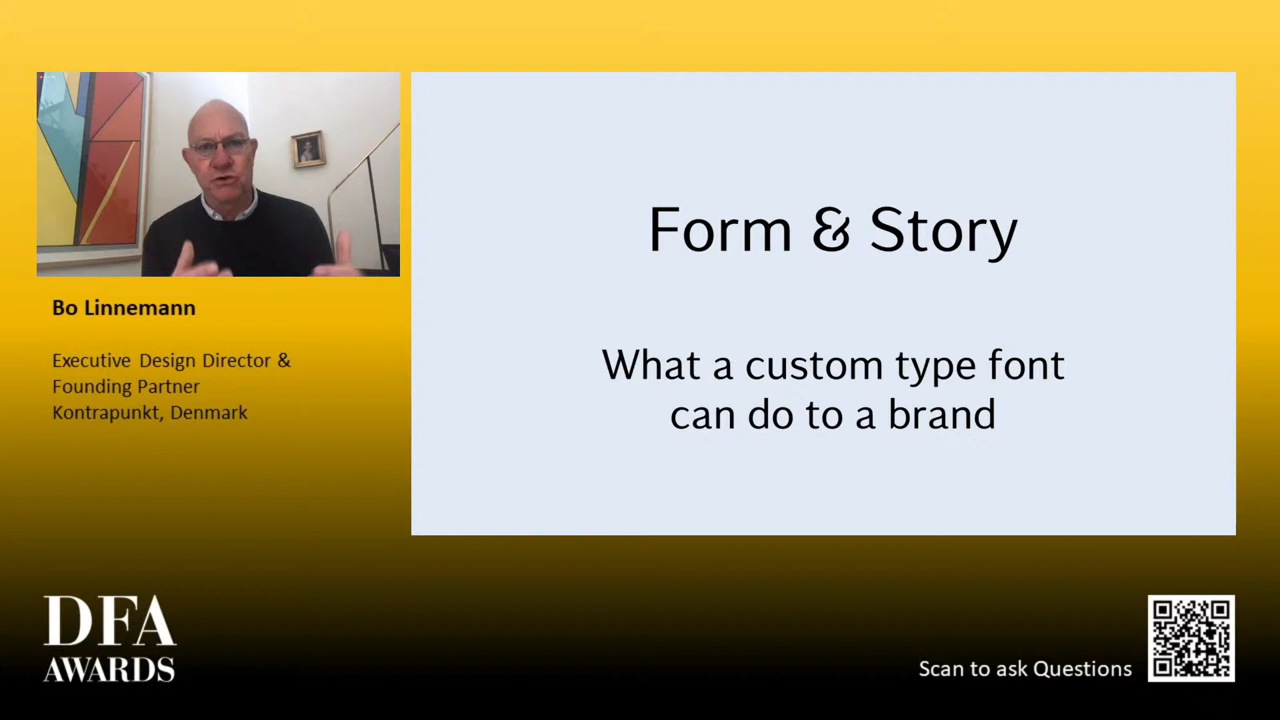 Bo Linnemann
Executive Design Director &
Founding Partner
Kontrapunkt, Denmark
Form & Story
What a custom type font
can do to a brand
DFA
AWARDS
Scan to ask Questions